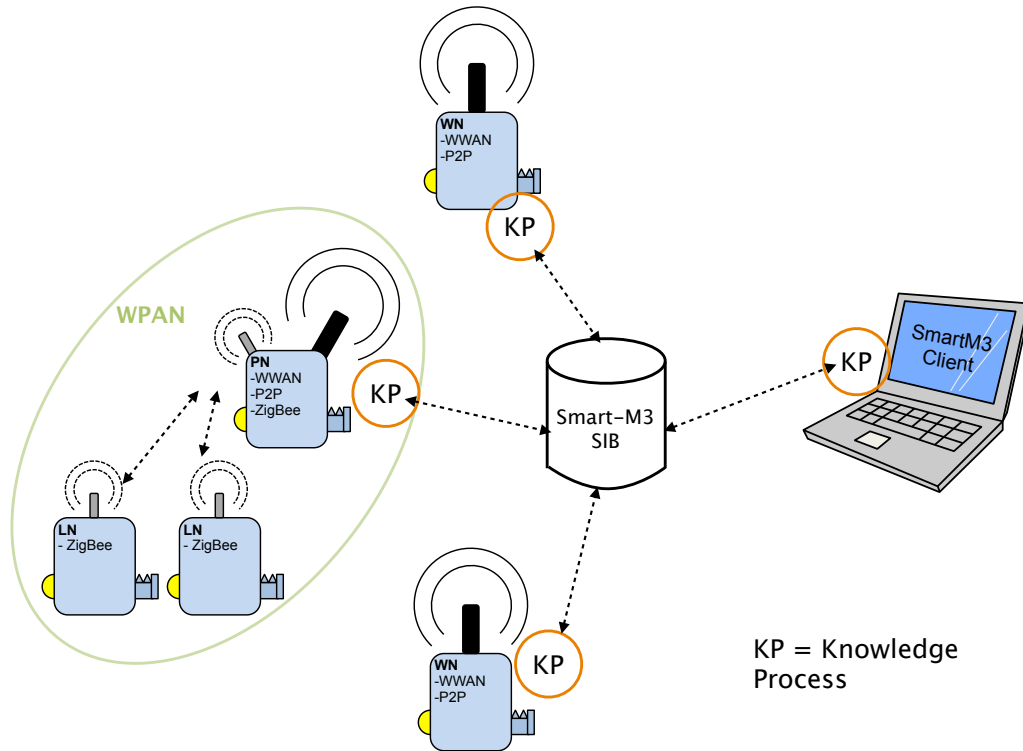 WN
-WWAN
-P2P
KP
WPAN
PN
-WWAN
-P2P
-ZigBee
KP
Smart-M3
SIB
KP
SmartM3
Client
LN
- ZigBee
LN
- ZigBee
WN
-WWAN
-P2P
KP
KP = Knowledge
Process